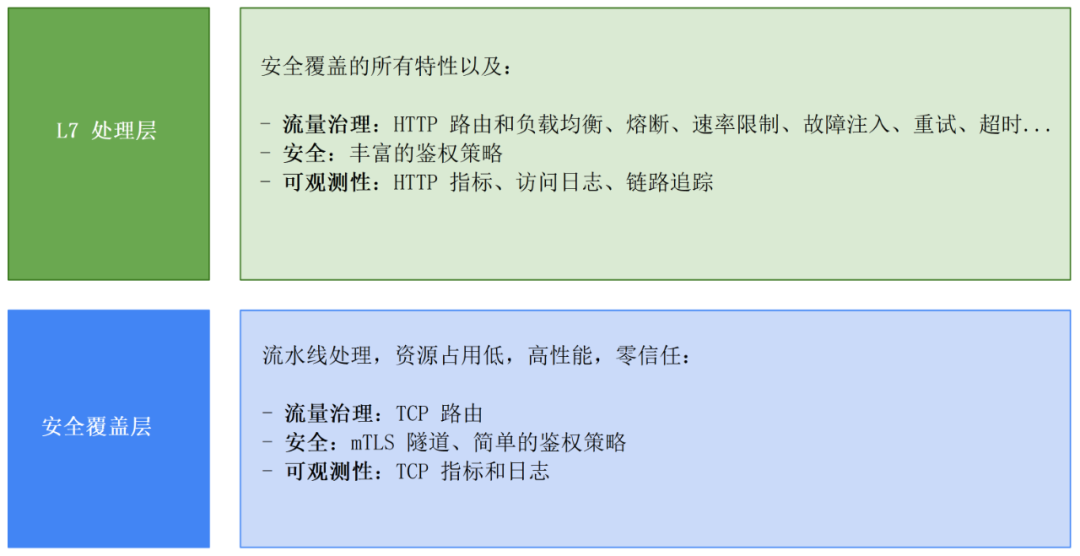 L7 处理层
安全覆盖的所有特性以及：
- 流量治理：HTTP 路由和负载均衡、熔断、速率限制、故障注入、重试、超时...
- 安全：丰富的鉴权策略
- 可观测性：HTTP 指标、访问日志、链路追踪
安全覆盖层
流水线处理，资源占用低，高性能，零信任：
- 流量治理：TCP 路由
- 安全：mTLS 隧道、简单的鉴权策略
- 可观测性：TCP 指标和日志